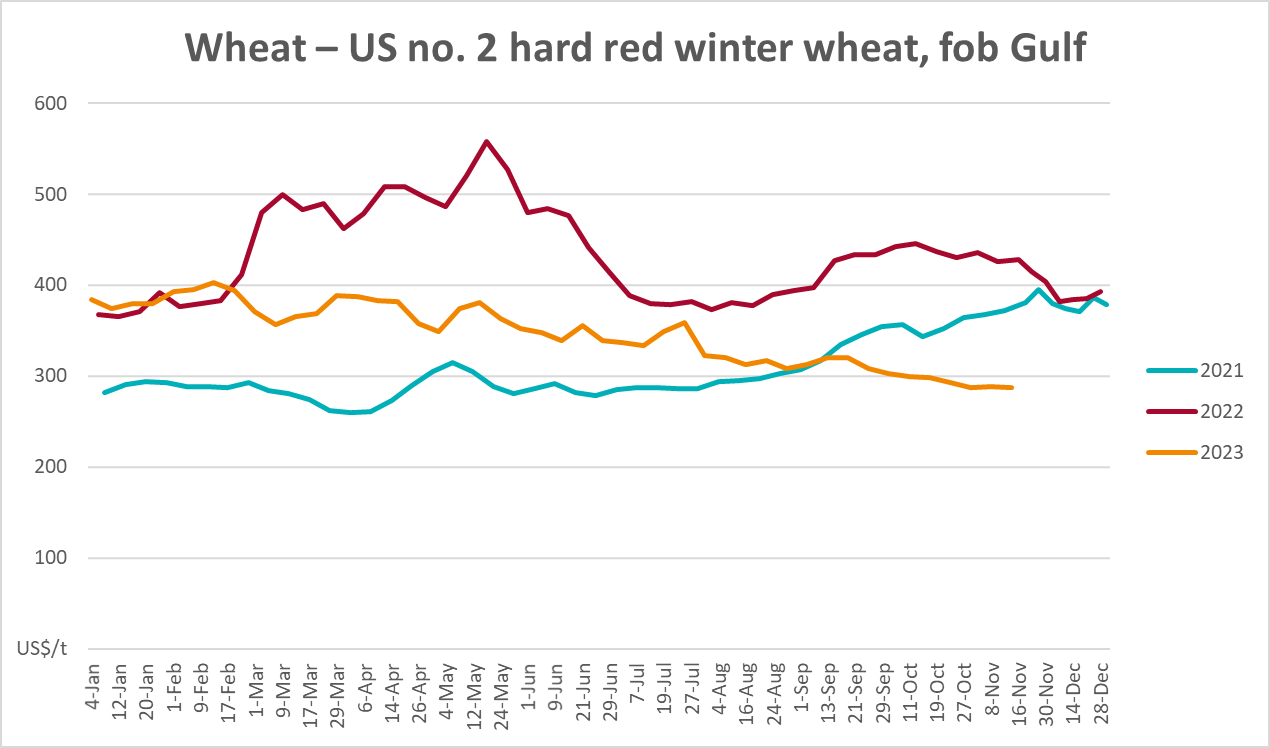 Wheat – US no. 2 hard red winter wheat, fob Gulf
600
500
400
300
200
100
US$/t
4-Jan
12-Jan
20-Jan
1-Feb
9-Feb
17-Feb
1-Mar
9-Mar
17-Mar
29-Mar
6-Apr
14-Apr
26-Apr
4-May
12-May
24-May
1-Jun
9-Jun
21-Jun
29-Jun
7-Jul
19-Jul
27-Jul
4-Aug
16-Aug
24-Aug
1-Sep
13-Sep
21-Sep
29-Sep
11-Oct
19-Oct
27-Oct
8-Nov
16-Nov
30-Nov
14-Dec
28-Dec
2021
2022
2023